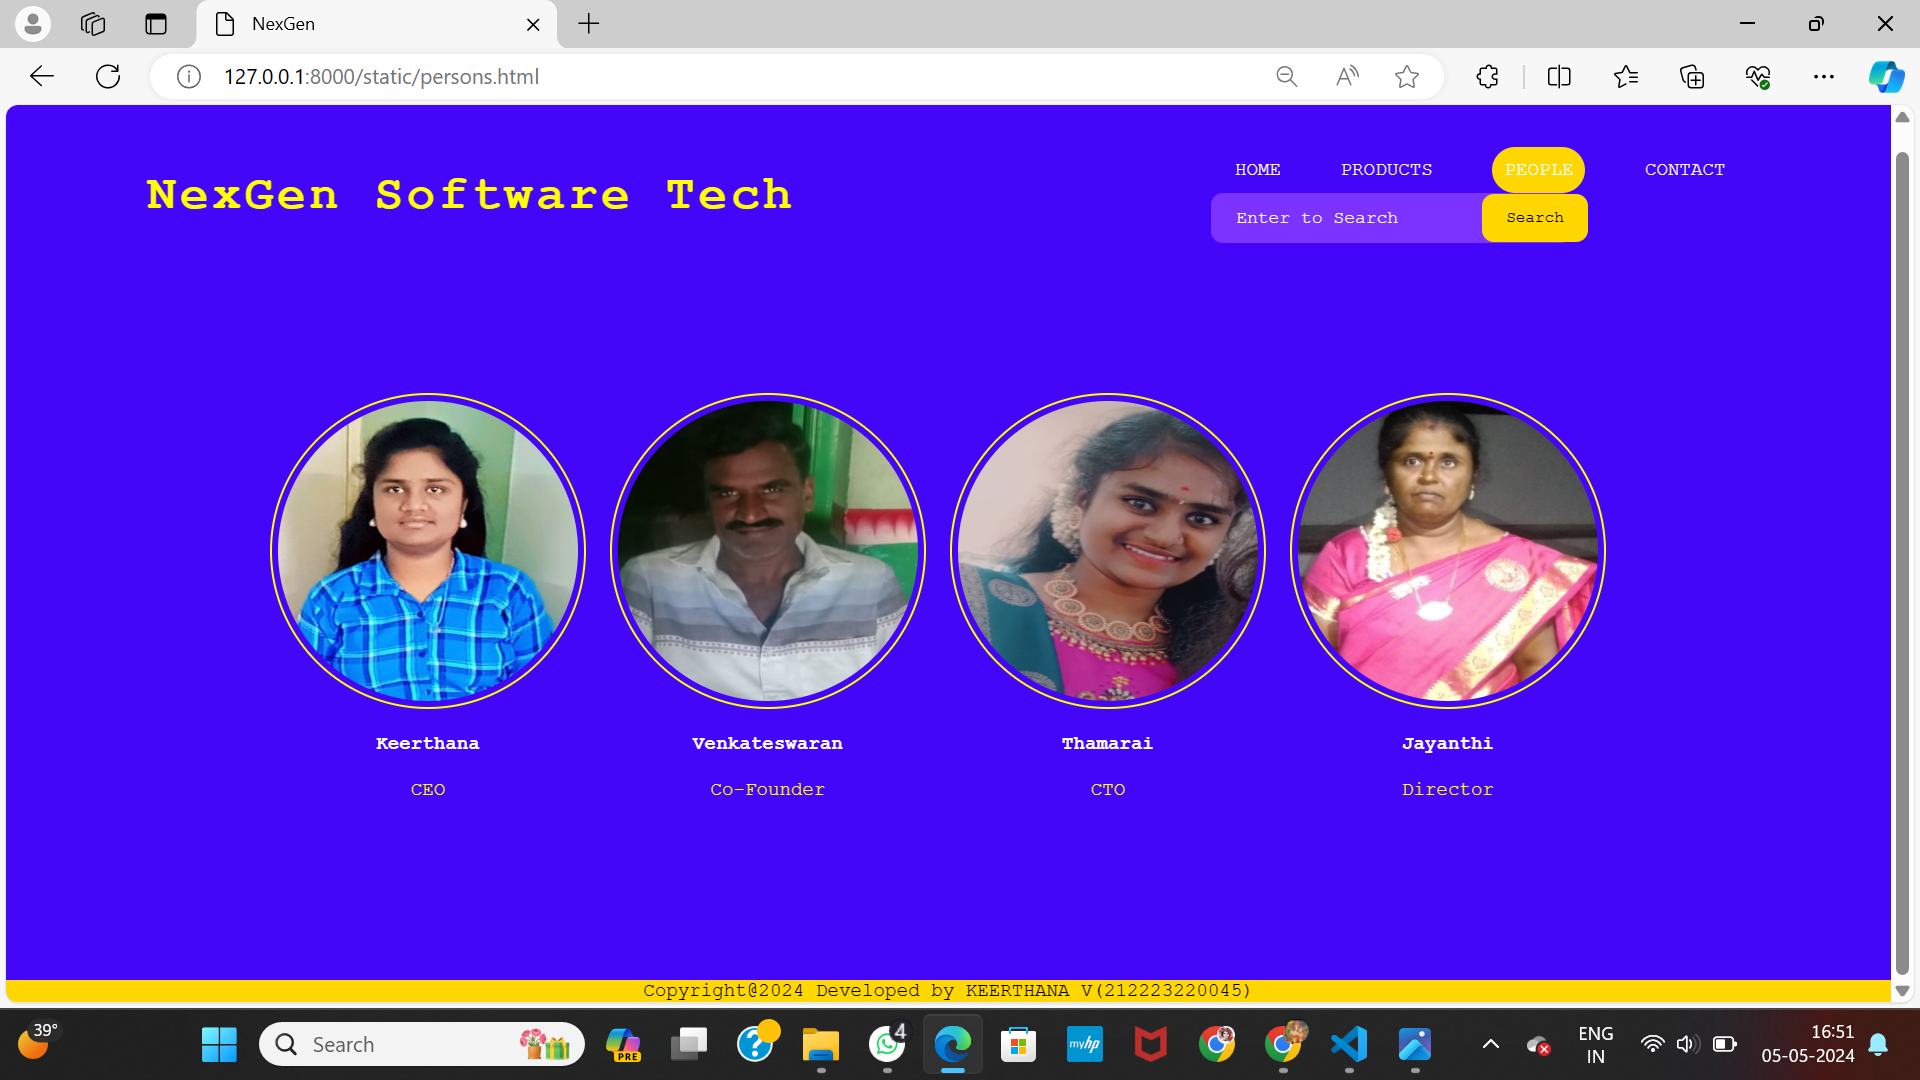 NexGen
127.0.0.1:8000/static/persons.html
NexGen Software Tech
HOME PRODUCTS PEOPLE CONTACT
Enter to Search Search
Keerthana Venkateswaran Thamarai Jayanthi
CEO Co-Founder CTO Director
Copyright@2024 Developed by KEERTHANA V(212223220045)
39°
Search
PRE
4
myhp
ENG
IN
16:51
05-05-2024